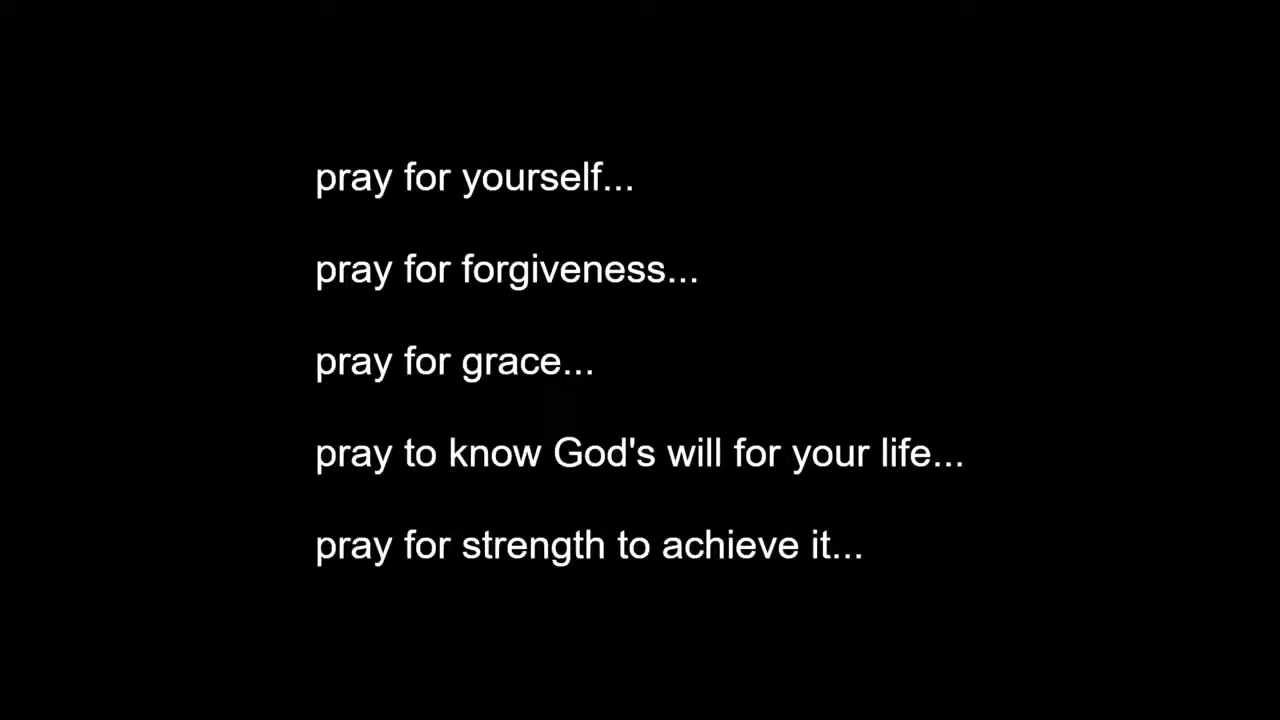 pray for yourself...
pray for forgiveness...
pray for grace...
pray to know God's will for your life...
pray for strength to achieve it...